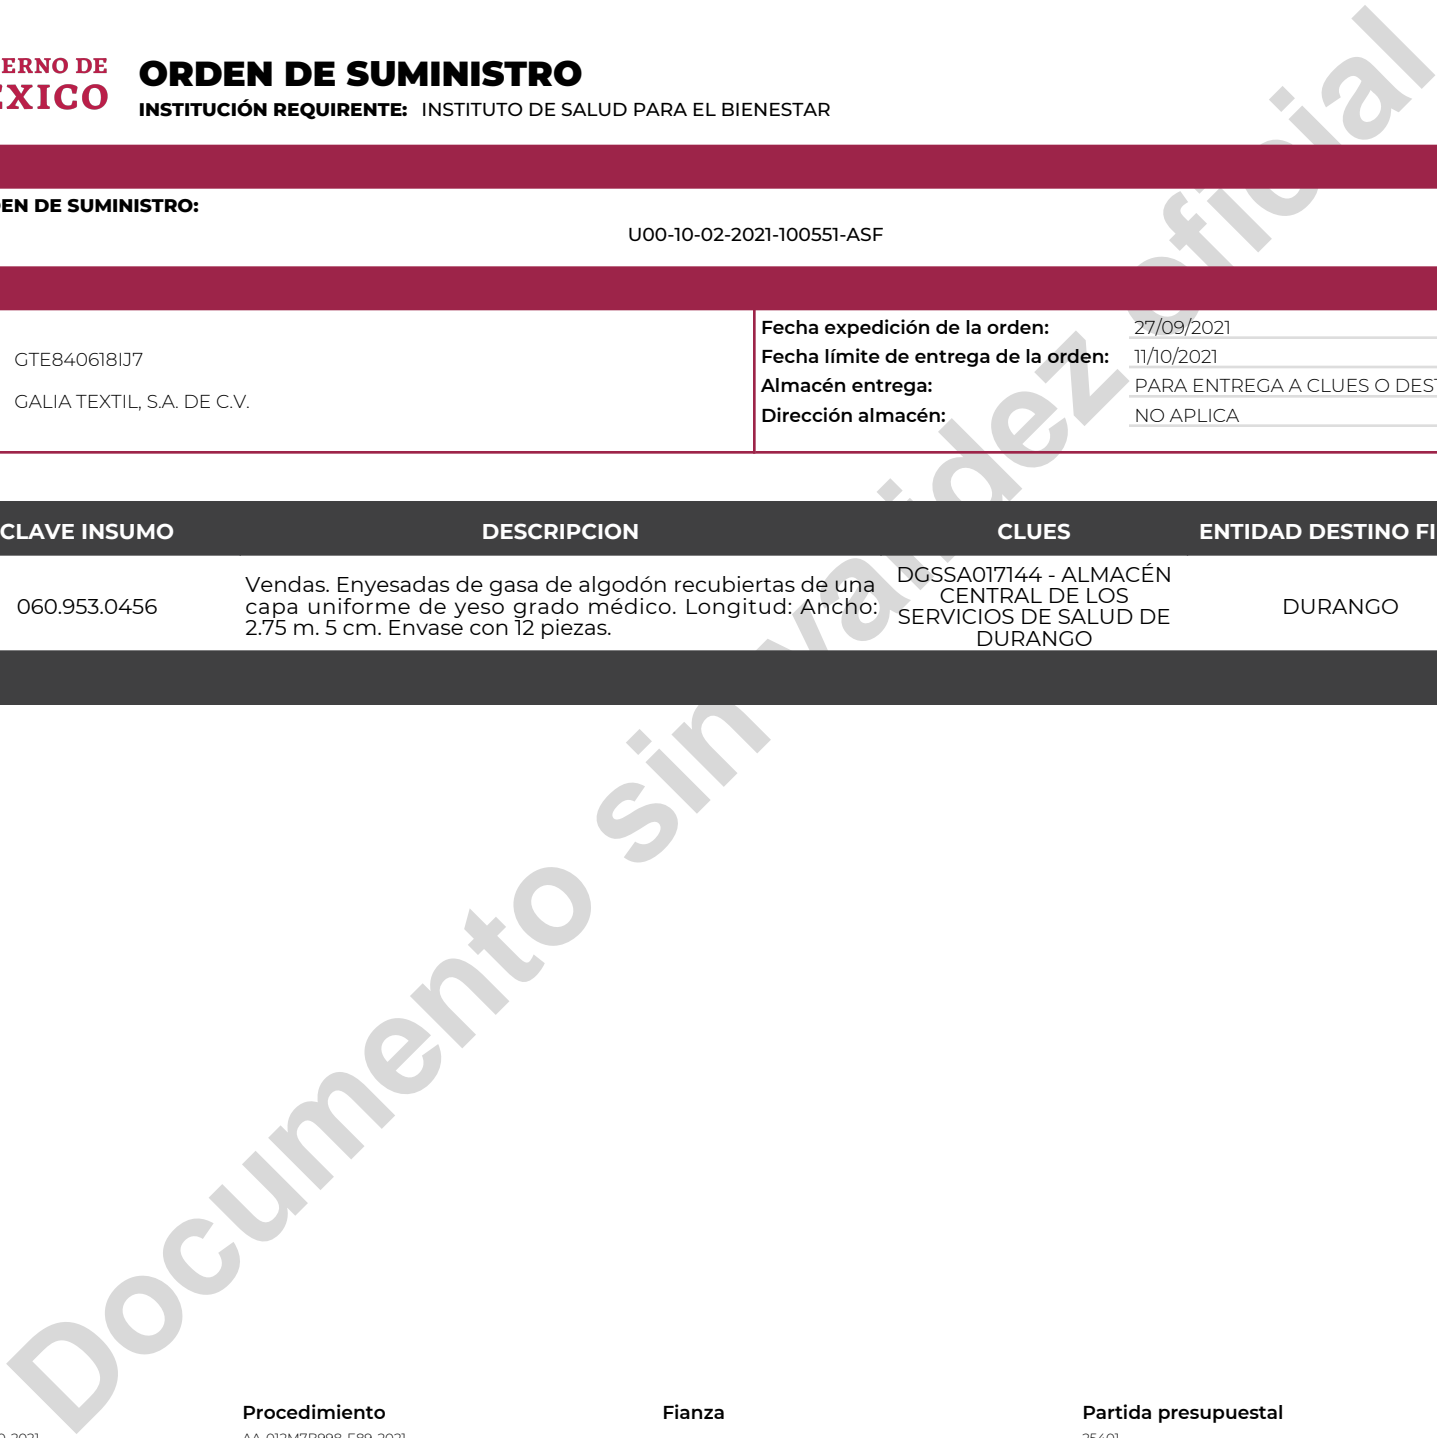 ERNO DE
EXICO
ORDEN DE SUMINISTRO
INSTITUCIÓN REQUIRENTE: INSTITUTO DE SALUD PARA EL BIENESTAR
EN DE SUMINISTRO:
U00-10-02-2021-100551-ASF
GTE840618IJ7
GALIA TEXTIL, S.A. DE C.V.
Fecha expedición de la orden: 27/09/2021
Fecha límite de entrega de la orden: 11/10/2021
Almacén entrega: PARA ENTREGA A CLUES O DEST
Dirección almacén: NO APLICA
CLAVE INSUMO DESCRIPCION CLUES ENTIDAD DESTINO FI
060.953.0456
Vendas. Enyesadas de gasa de algodón recubiertas de una
capa uniforme de yeso grado médico. Longitud: Ancho:
2.75 m. 5 cm. Envase con 12 piezas.
DGSSA017144 - ALMACÉN
CENTRAL DE LOS
SERVICIOS DE SALUD DE
DURANGO
DURANGO
Documento sin validez oficial
Procedimiento Fianza Partida presupuestal